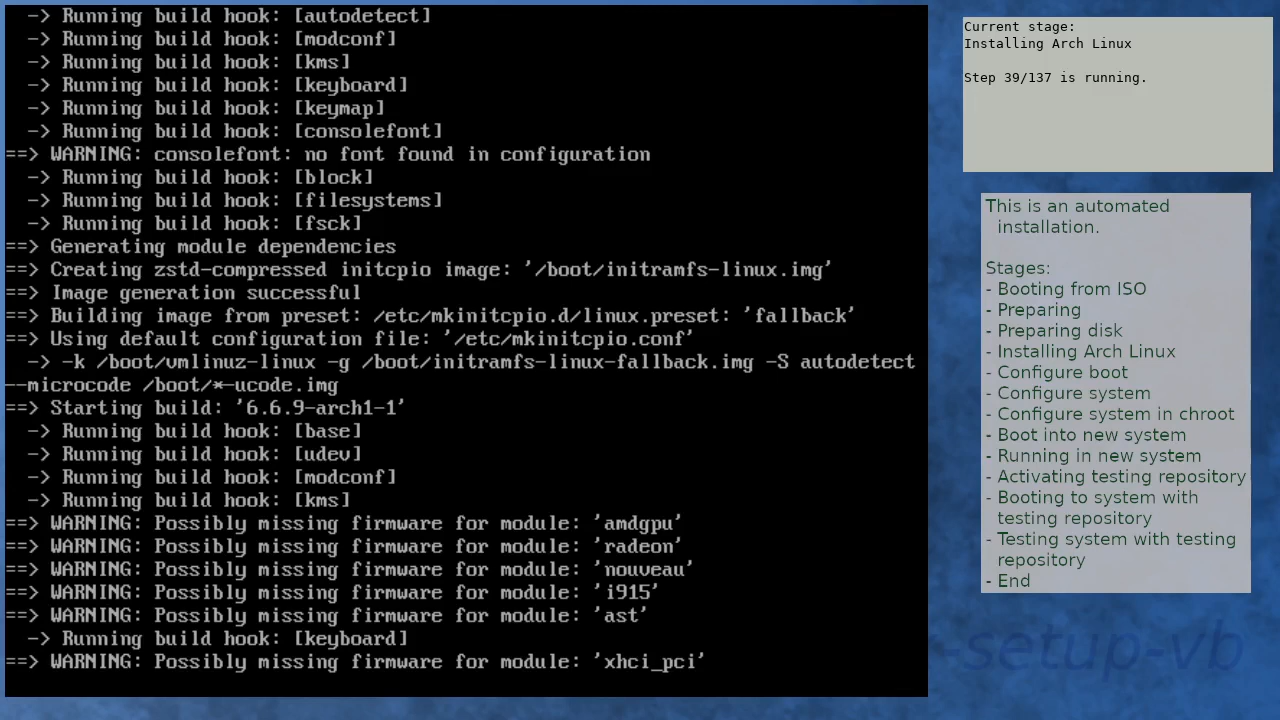 -> Running build hook: [autodetect]
-> Running build hook: [modconf]
-> Running build hook: [kms]
-> Running build hook: [keyboard]
-> Running build hook: [keymap]
-> Running build hook: [consolefont]
==> WARNING: consolefont: no font found in configuration
-> Running build hook: [block]
-> Running build hook: [filesystems]
-> Running build hook: [fsck]
==> Generating module dependencies
==> Creating zstd-compressed initcpio image: '/boot/initramfs-linux.img'
==> Image generation successful
==> Building image from preset: /etc/mkinitcpio.d/linux.preset: 'fallback'
==> Using default configuration file: '/etc/mkinitcpio.conf'
-> -k /boot/vmlinuz-linux -g /boot/initramfs-linux-fallback.img -S autodetect
--microcode /boot/*-ucode.img
==> Starting build: '6.6.9-arch1-1'
-> Running build hook: [base]
-> Running build hook: [udev]
-> Running build hook: [modconf]
-> Running build hook: [kms]
==> WARNING: Possibly missing firmware for module: 'amdgpu'
==> WARNING: Possibly missing firmware for module: 'radeon'
==> WARNING: Possibly missing firmware for module: 'nouveau'
==> WARNING: Possibly missing firmware for module: 'i915'
==> WARNING: Possibly missing firmware for module: 'ast'
-> Running build hook: [keyboard]
==> WARNING: Possibly missing firmware for module: 'xhci_pci'
Current stage:
Installing Arch Linux
Step 39/137 is running.
This is an automated
installation.
Stages:
- Booting from ISO
- Preparing
- Preparing disk
- Installing Arch Linux
- Configure boot
- Configure system
- Configure system in chroot
- Boot into new system
- Running in new system
- Activating testing repository
- Booting to system with
testing repository
- Testing system with testing
repository
- End
-setup-vb